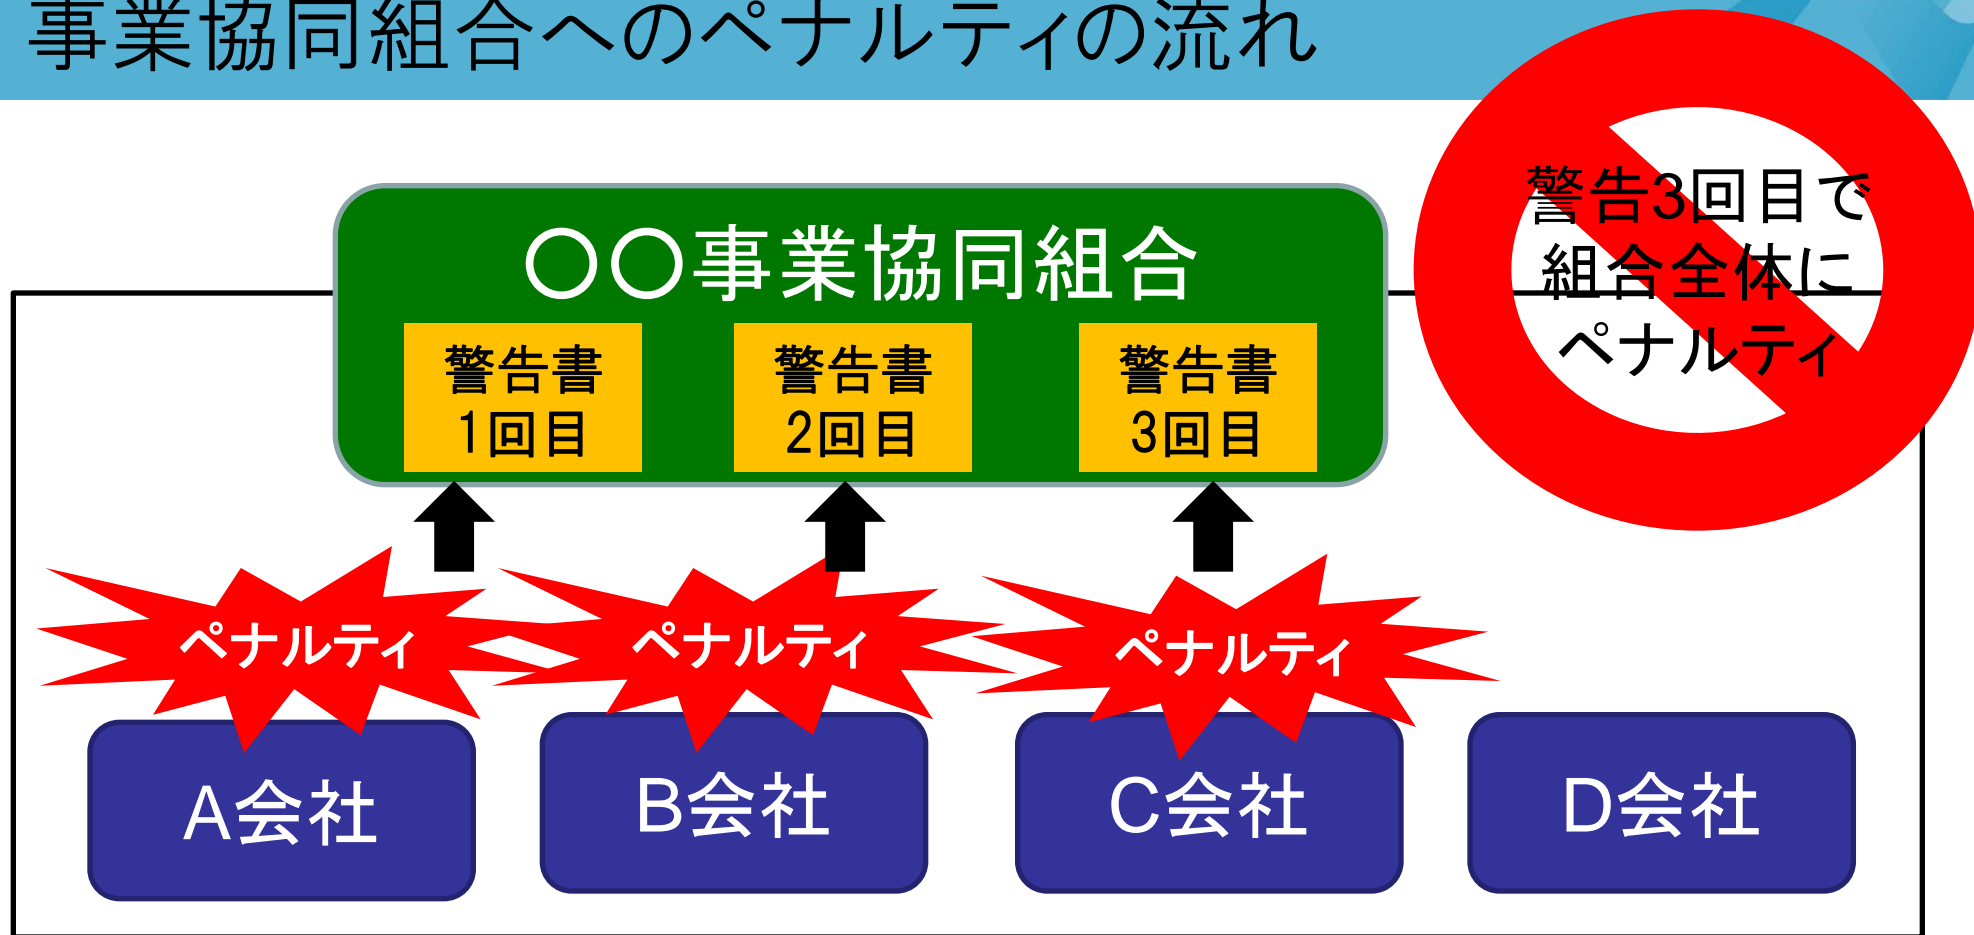 事業協同組合へのペナルティの流れ
警告3回目で
組合全体に
ペナルティ
〇〇事業協同組合
警告書
1回目
警告書
2回目
警告書
3回目
ペナルティ
ペナルティ
ペナルティ
A会社
B会社
C会社
D会社